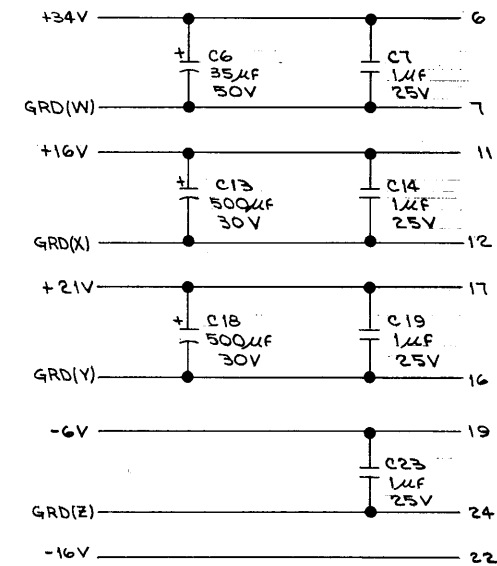 +34V 6
+ C6 C7
35μF 1μF
50V 25V
GRD(W) 7
+16V 11
+ C13 C14
500μF 1μF
30V 25V
GRD(X) 12
+21V 17
+ C18 C19
500μF 1μF
30V 25V
GRD(Y) 16
-6V 19
C23
1μF
25V
GRD(Z) 24
-16V 22